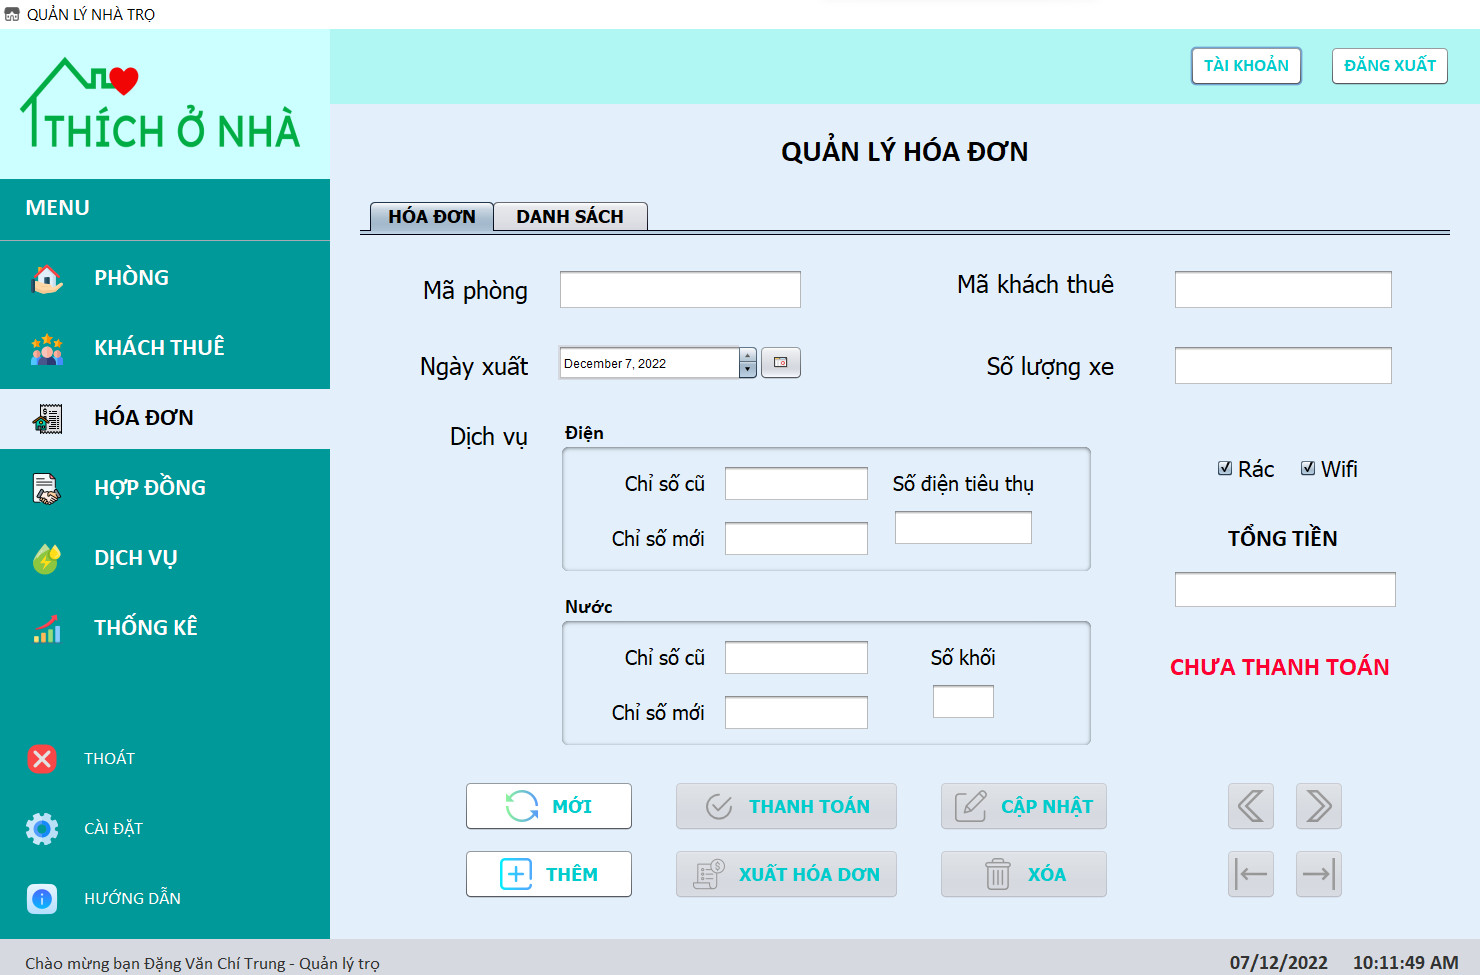 QUẢN LÝ NHÀ TRỌ
THÍCH Ở NHÀ
TÀI KHOẢN
ĐĂNG XUẤT
MENU
PHÒNG
KHÁCH THUÊ
HÓA ĐƠN
HỢP ĐỒNG
DỊCH VỤ
THỐNG KÊ
THOÁT
CÀI ĐẶT
HƯỚNG DẪN
QUẢN LÝ HÓA ĐƠN
HÓA ĐƠN
DANH SÁCH
Mã phòng
Mã khách thuê
Ngày xuất
December 7, 2022
Số lượng xe
Dịch vụ
Điện
Chỉ số cũ
Số điện tiêu thụ
Chỉ số mới
Rác
Wifi
TỔNG TIỀN
Nước
Chỉ số cũ
Số khối
Chỉ số mới
CHƯA THANH TOÁN
MỚI
THANH TOÁN
CẬP NHẬT
THÊM
XUẤT HÓA DƠN
XÓA
Chào mừng bạn Đặng Văn Chí Trung - Quản lý trọ
07/12/2022
10:11:49 AM